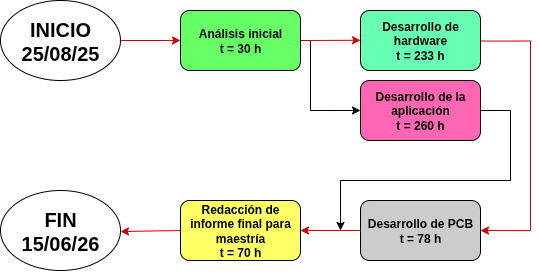 INICIO
25/08/25
Análisis inicial
t = 30 h
Desarrollo de
hardware
t = 233 h
Desarrollo de la
aplicación
t = 260 h
FIN
15/06/26
Redacción de
informe final para
maestría
t = 70 h
Desarrollo de PCB
t = 78 h